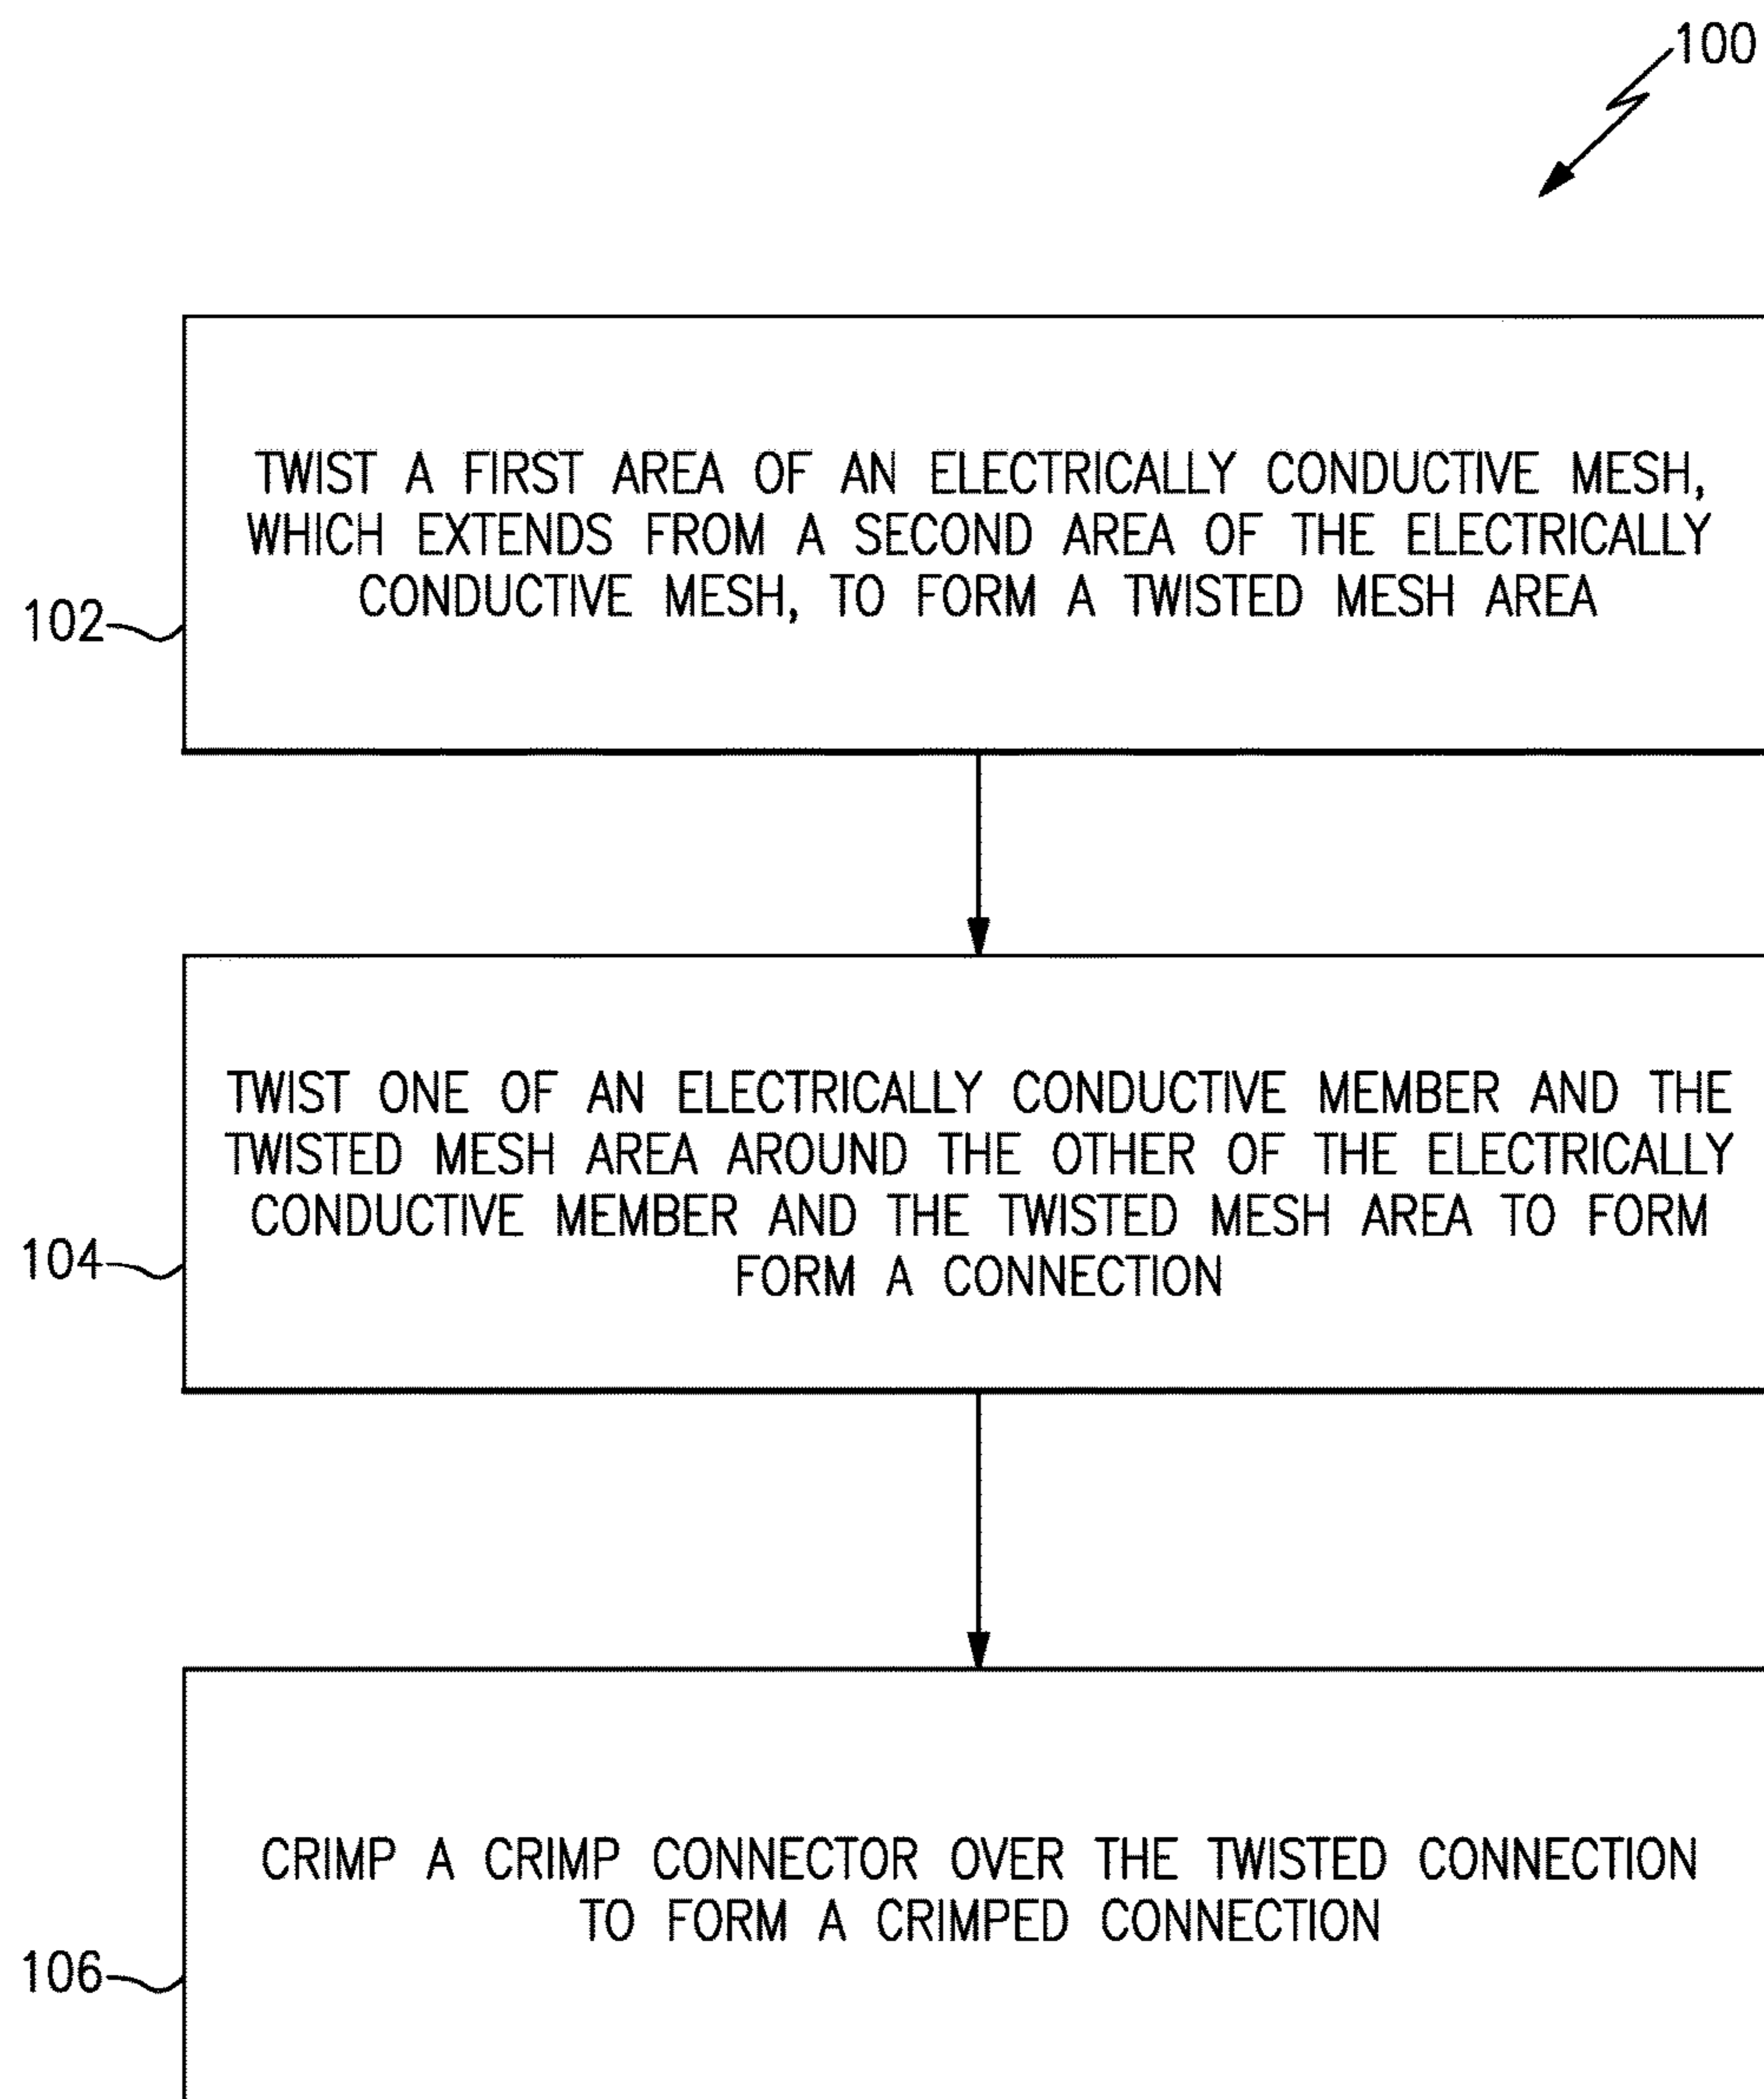 100
TWIST A FIRST AREA OF AN ELECTRICALLY CONDUCTIVE MESH,
WHICH EXTENDS FROM A SECOND AREA OF THE ELECTRICALLY
CONDUCTIVE MESH, TO FORM A TWISTED MESH AREA
102
TWIST ONE OF AN ELECTRICALLY CONDUCTIVE MEMBER AND THE
TWISTED MESH AREA AROUND THE OTHER OF THE ELECTRICALLY
CONDUCTIVE MEMBER AND THE TWISTED MESH AREA TO FORM
FORM A CONNECTION
104
CRIMP A CRIMP CONNECTOR OVER THE TWISTED CONNECTION
TO FORM A CRIMPED CONNECTION
106